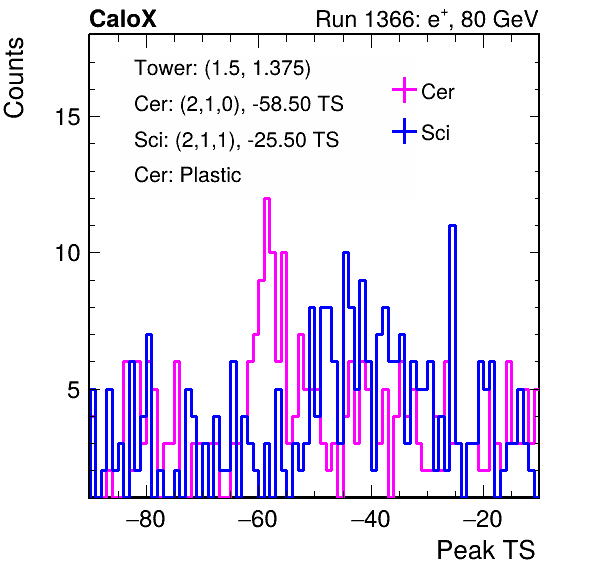 CaloX Run 1366: e⁺, 80 GeV
Counts
Tower: (1.5, 1.375)
Cer: (2,1,0), -58.50 TS
Sci: (2,1,1), -25.50 TS
Cer: Plastic
Cer
Sci
15
10
5
−80 −60 −40 −20
Peak TS